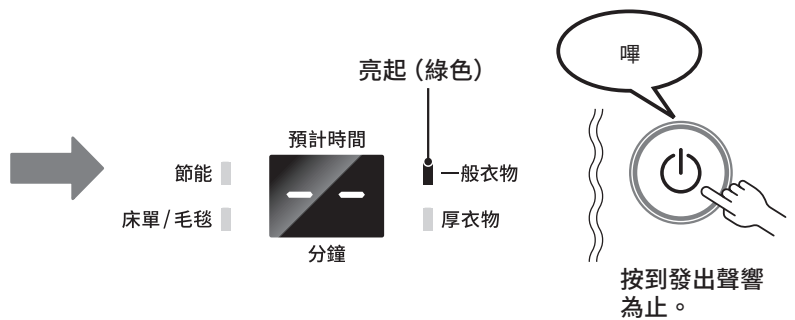 嗶
亮起（綠色）
預計時間
節能
一般衣物
床單/毛毯
厚衣物
分鐘
按到發出聲響
為止。